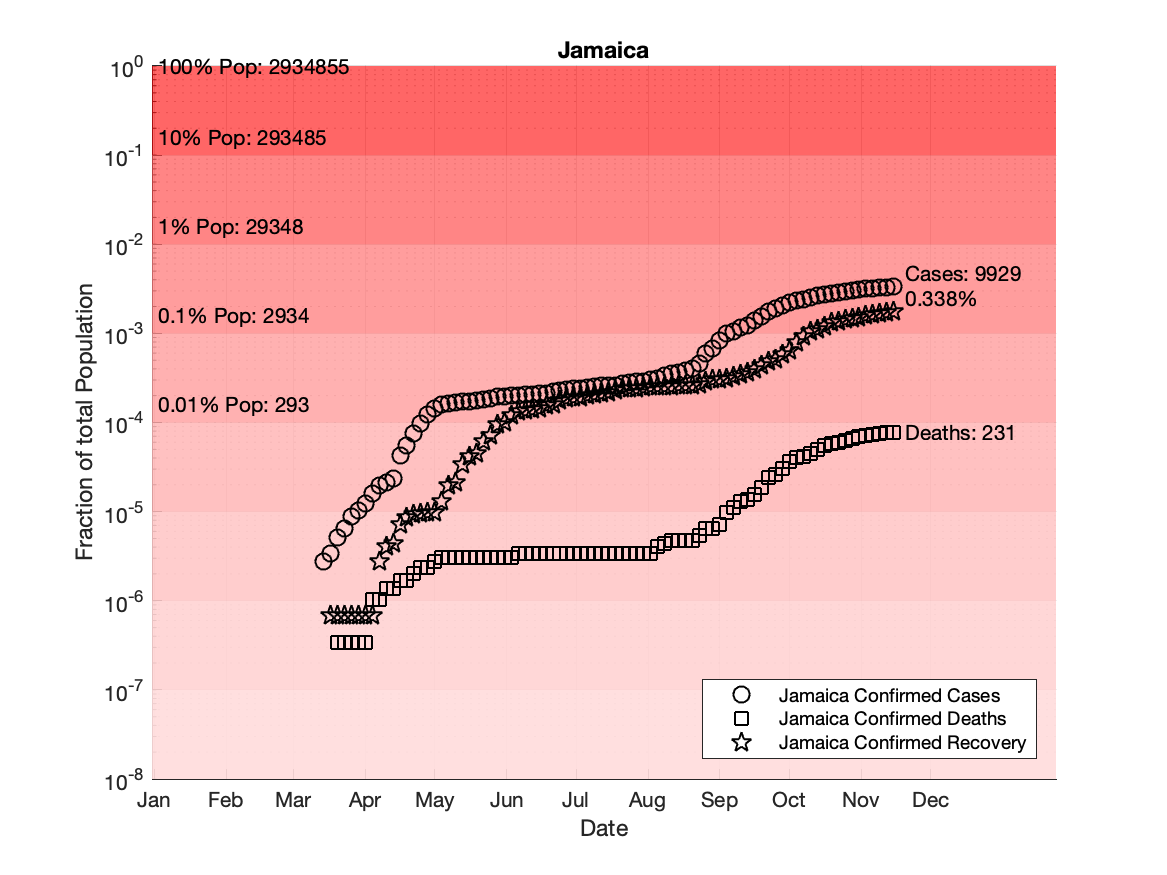 Jamaica
10^0
100% Pop: 2934855
10% Pop: 293485
10^-1
1% Pop: 29348
10^-2
Cases: 9929
0.338%
0.1% Pop: 2934
10^-3
0.01% Pop: 293
10^-4
Deaths: 231
10^-5
10^-6
10^-7
10^-8
Fraction of total Population
Jamaica Confirmed Cases
Jamaica Confirmed Deaths
Jamaica Confirmed Recovery
Jan Feb Mar Apr May Jun Jul Aug Sep Oct Nov Dec
Date